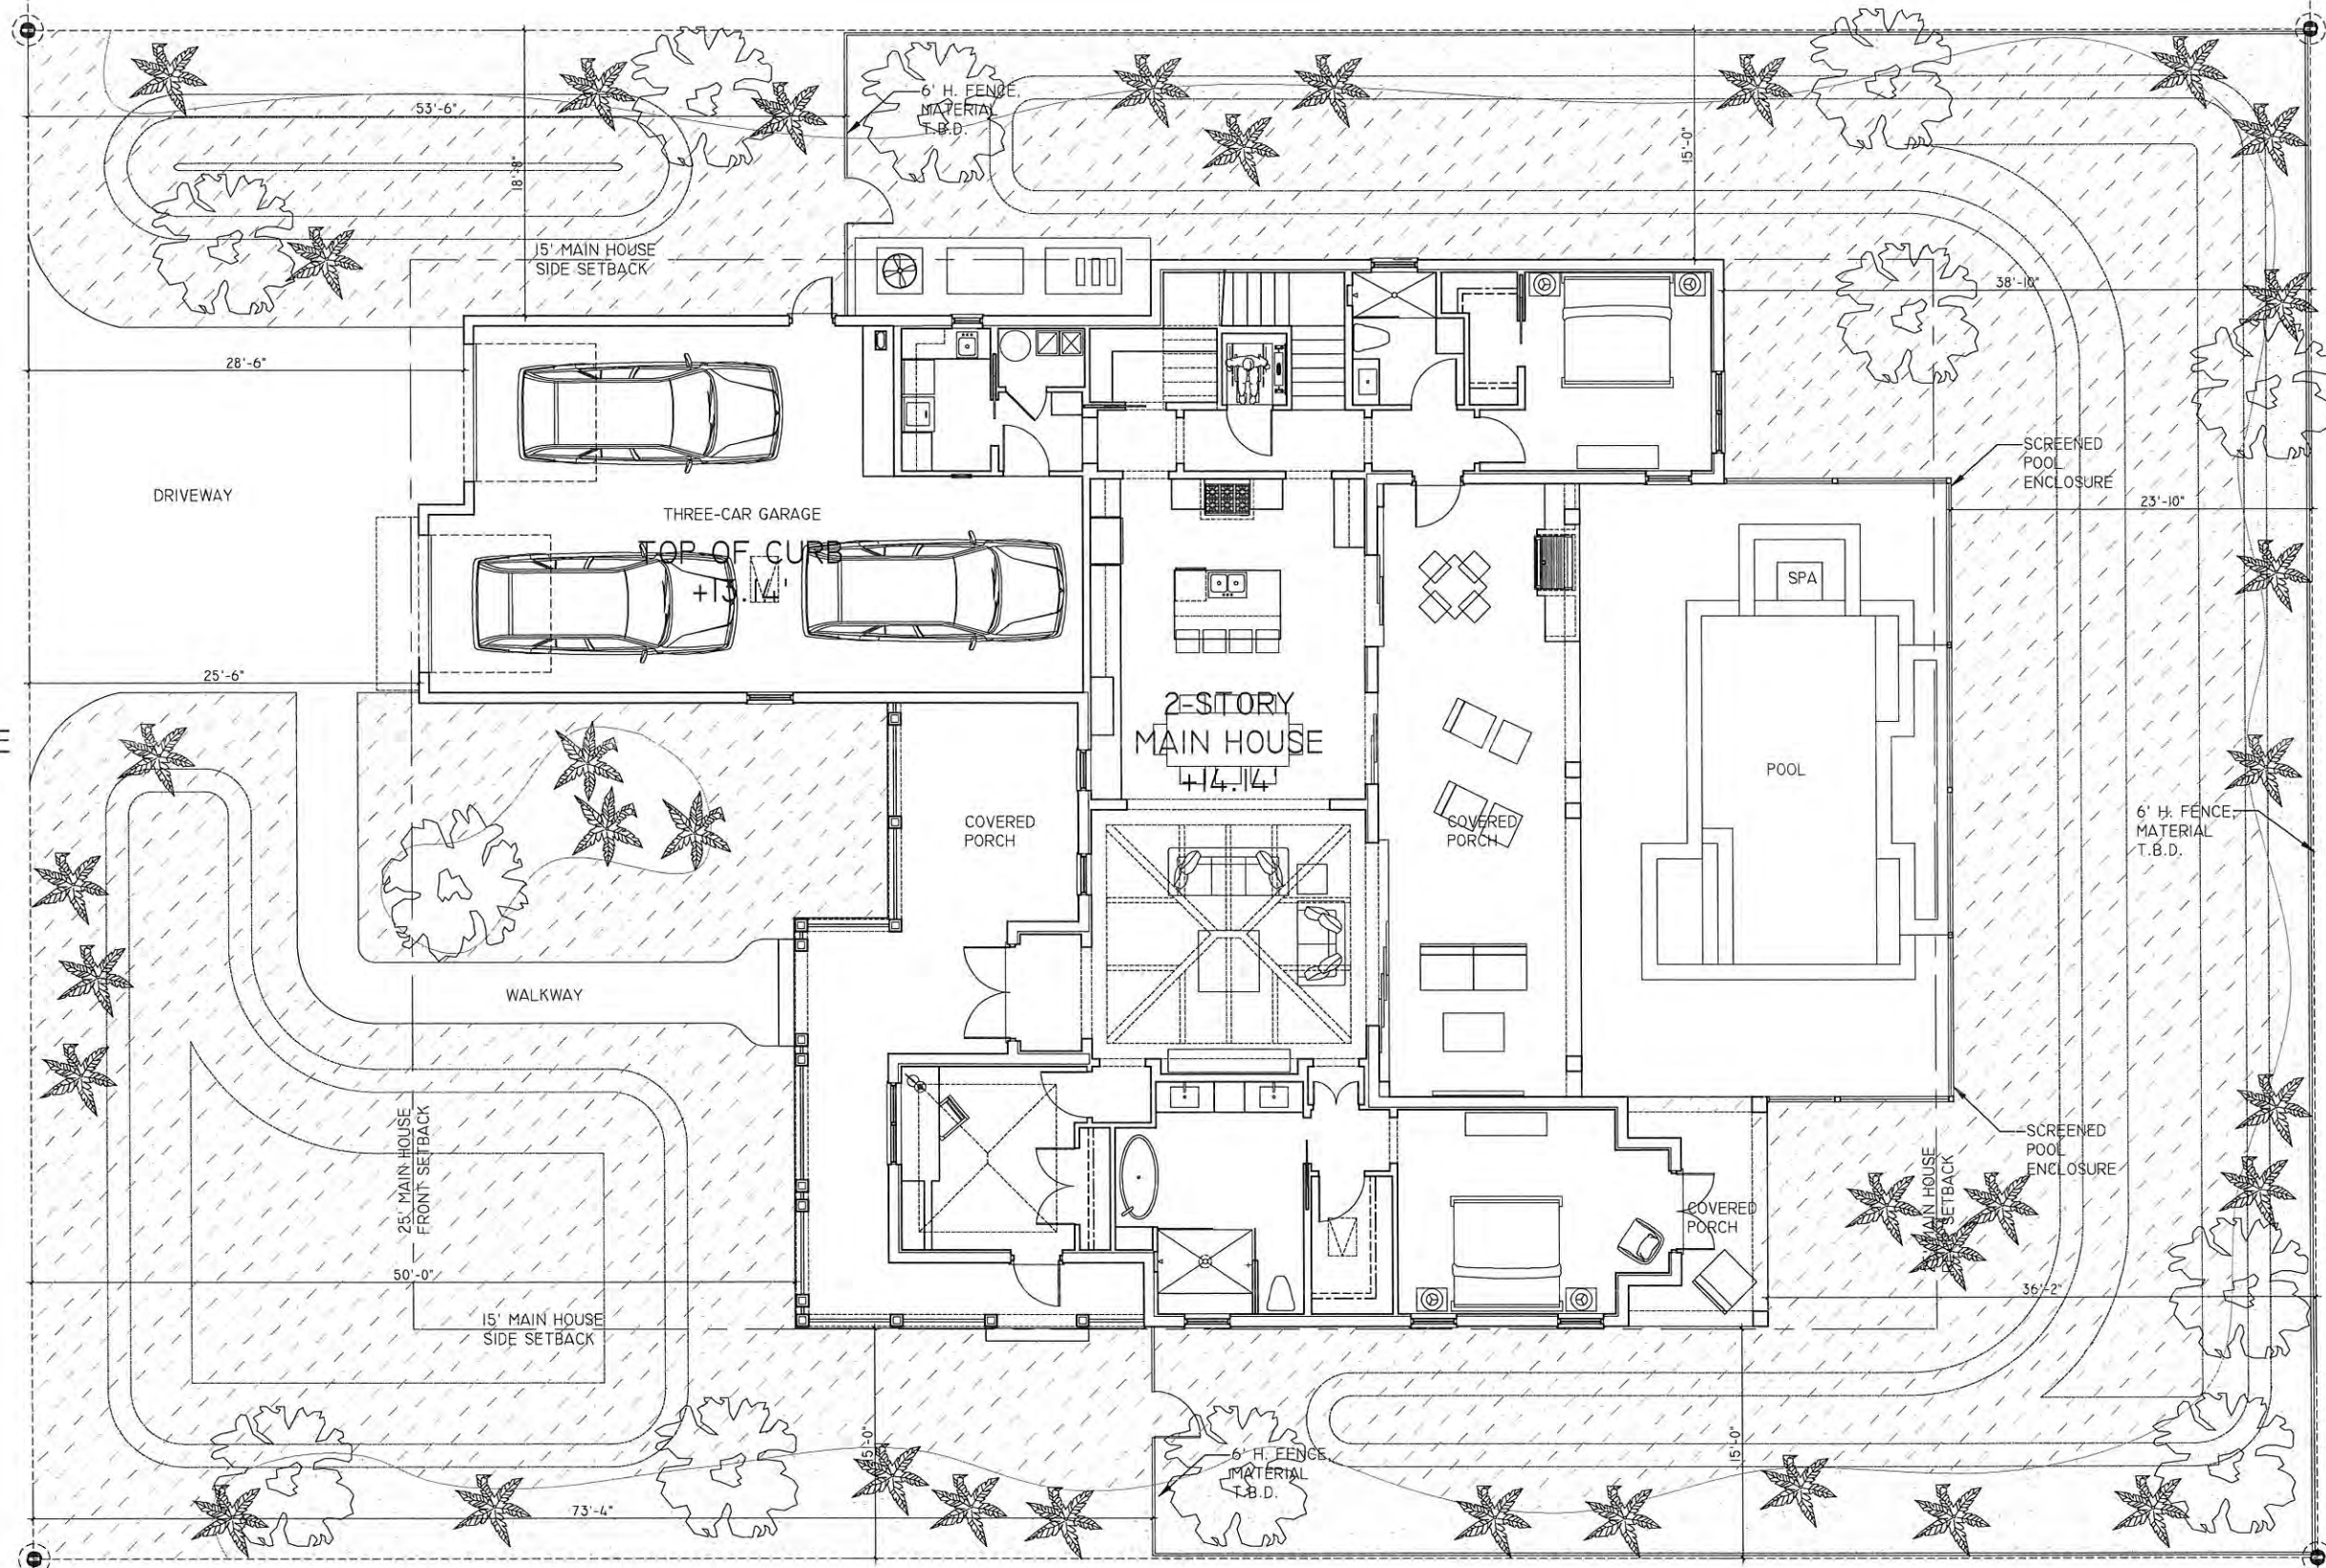 6' H. FENCE,
MATERIAL
T.B.D.
53'-6"
18'-8"
15'-0"
15' MAIN HOUSE
SIDE SETBACK
38'-10"
28'-6"
SCREENED
POOL
ENCLOSURE
DRIVEWAY
23'-10"
THREE-CAR GARAGE
TOP OF CURB
+13.14'
SPA
25'-6"
2-STORY
MAIN HOUSE
+14.14'
POOL
6' H. FENCE,
MATERIAL
T.B.D.
COVERED
PORCH
COVERED
PORCH
WALKWAY
25' MAIN HOUSE
FRONT SETBACK
SCREENED
POOL
ENCLOSURE
MAIN HOUSE
SETBACK
COVERED
PORCH
50'-0"
36'-2"
15' MAIN HOUSE
SIDE SETBACK
15'-0"
15'-0"
6' H. FENCE,
MATERIAL
T.B.D.
73'-4"